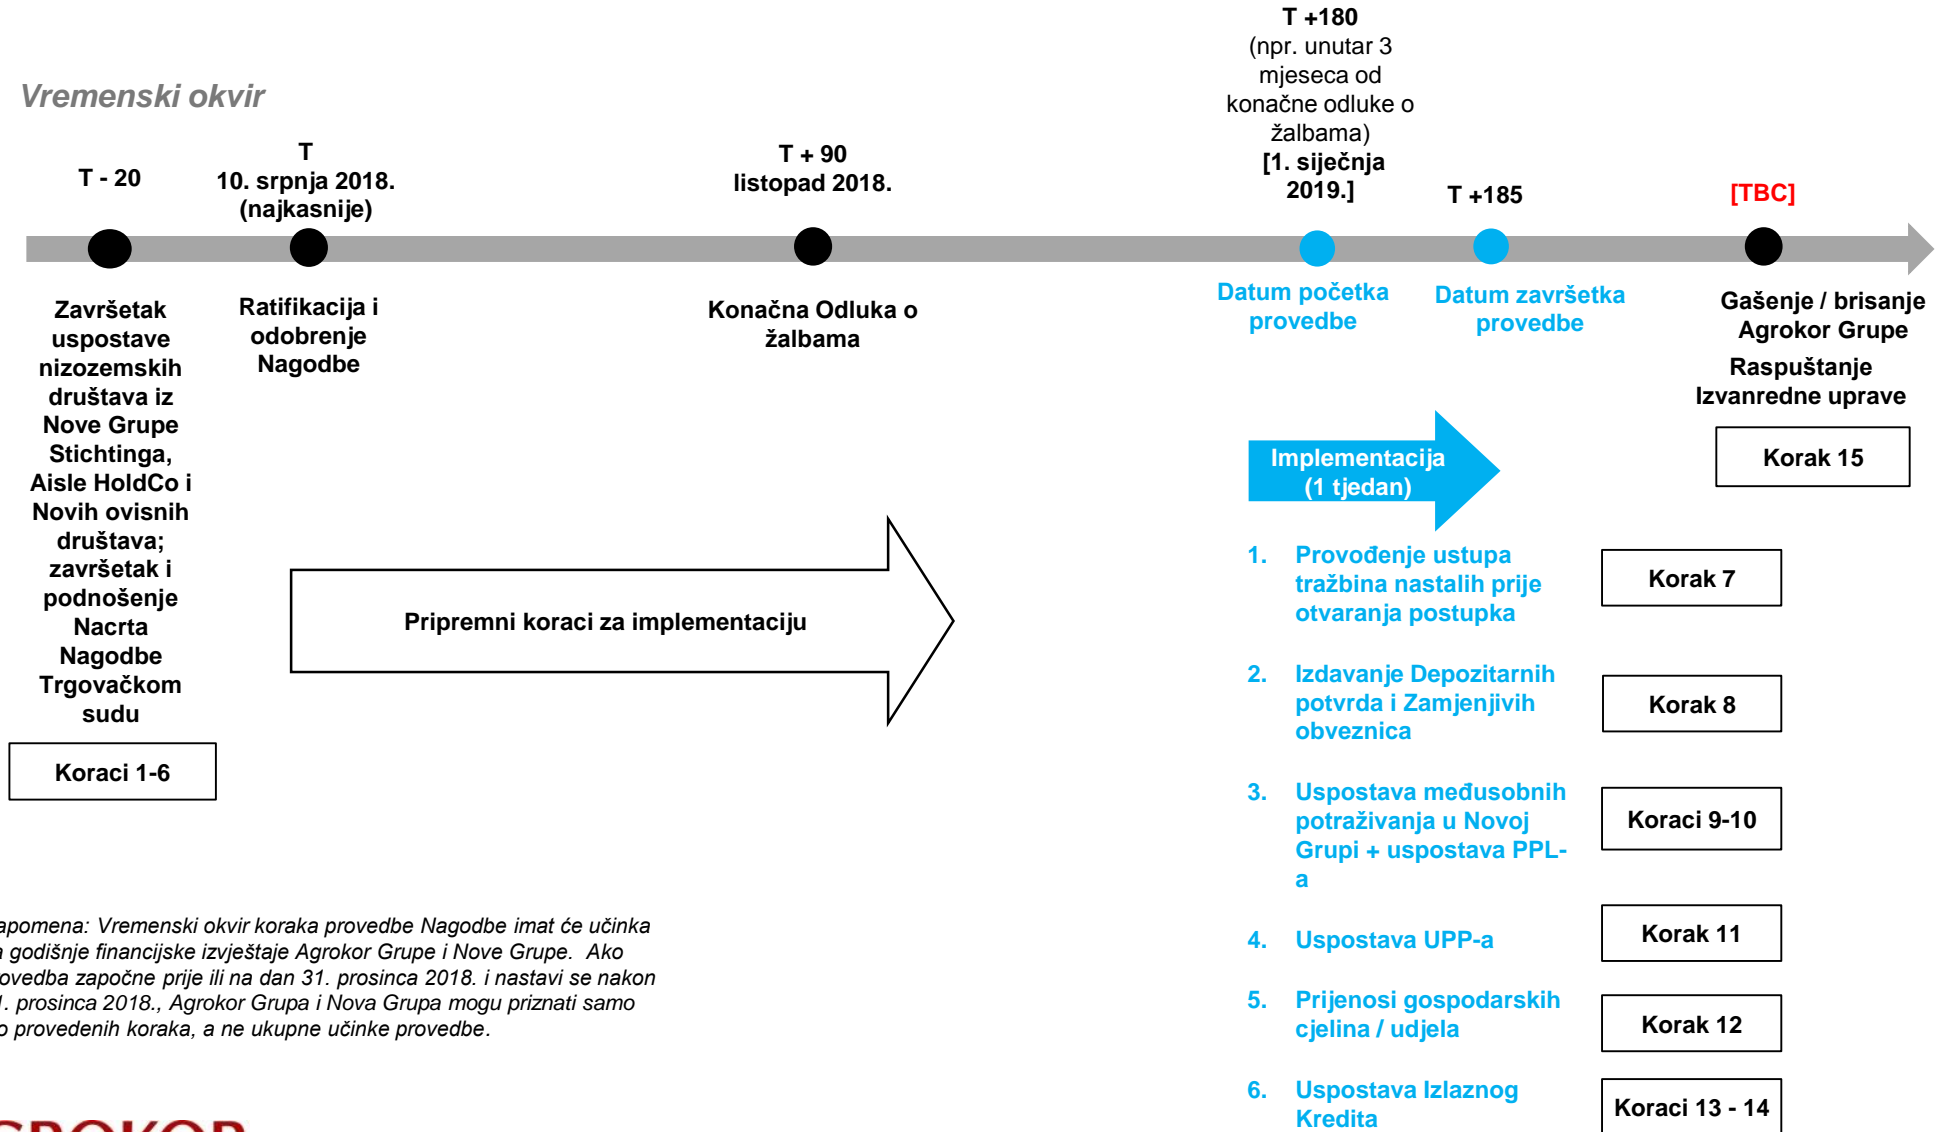 Vremenski okvir
T - 20
T
10. srpnja 2018.
(najkasnije)
T + 90
listopad 2018.
T +180
(npr. unutar 3
mjeseca od
konačne odluke o
žalbama)
[1. siječnja
2019.]
T +185
[TBC]
Završetak
uspostave
nizozemskih
društava iz
Nove Grupe
Stichtinga,
Aisle HoldCo i
Novih ovisnih
društava;
završetak i
podnošenje
Nacrta
Nagodbe
Trgovačkom
sudu
Koraci 1-6
Ratifikacija i
odobrenje
Nagodbe
Konačna Odluka o
žalbama
Datum početka
provedbe
Datum završetka
provedbe
Gašenje / brisanje
Agrokor Grupe
Raspuštanje
Izvanredne uprave
Korak 15
Pripremni koraci za implementaciju
Implementacija
(1 tjedan)
1. Provođenje ustupa
tražbina nastalih prije
otvaranja postupka
Korak 7
2. Izdavanje Depozitarnih
potvrda i Zamjenjivih
obveznica
Korak 8
3. Uspostava međusobnih
potraživanja u Novoj
Grupi + uspostava PPL-
a
Koraci 9-10
4. Uspostava UPP-a
Korak 11
5. Prijenosi gospodarskih
cjelina / udjela
Korak 12
6. Uspostava Izlaznog
Kredita
Koraci 13 - 14
apomena: Vremenski okvir koraka provedbe Nagodbe imat će učinka
a godišnje financijske izvještaje Agrokor Grupe i Nove Grupe. Ako
rovedba započne prije ili na dan 31. prosinca 2018. i nastavi se nakon
1. prosinca 2018., Agrokor Grupa i Nova Grupa mogu priznati samo
o provedenih koraka, a ne ukupne učinke provedbe.